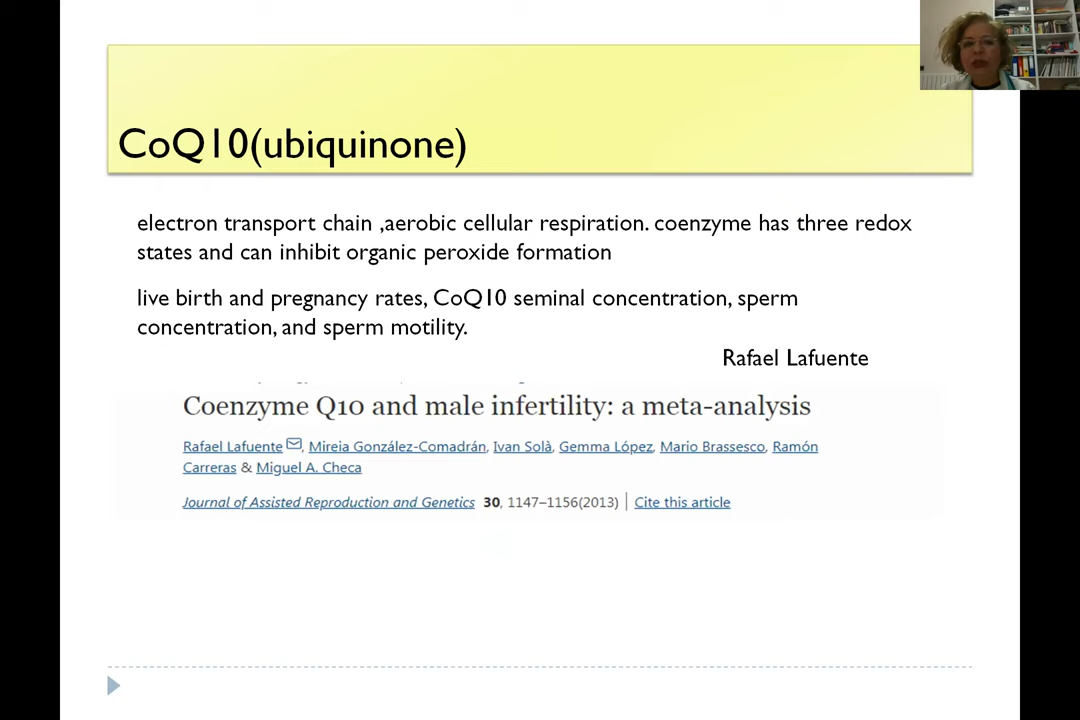 CoQ10(ubiquinone)
electron transport chain ,aerobic cellular respiration. coenzyme has three redox
states and can inhibit organic peroxide formation
live birth and pregnancy rates, CoQ10 seminal concentration, sperm
concentration, and sperm motility.
Rafael Lafuente
Coenzyme Q10 and male infertility: a meta-analysis
Rafael Lafuente, Mireia González-Comadrán, Ivan Solà, Gemma López, Mario Brassesco, Ramón
Carreras & Miguel A. Checa
Journal of Assisted Reproduction and Genetics 30, 1147–1156(2013) | Cite this article